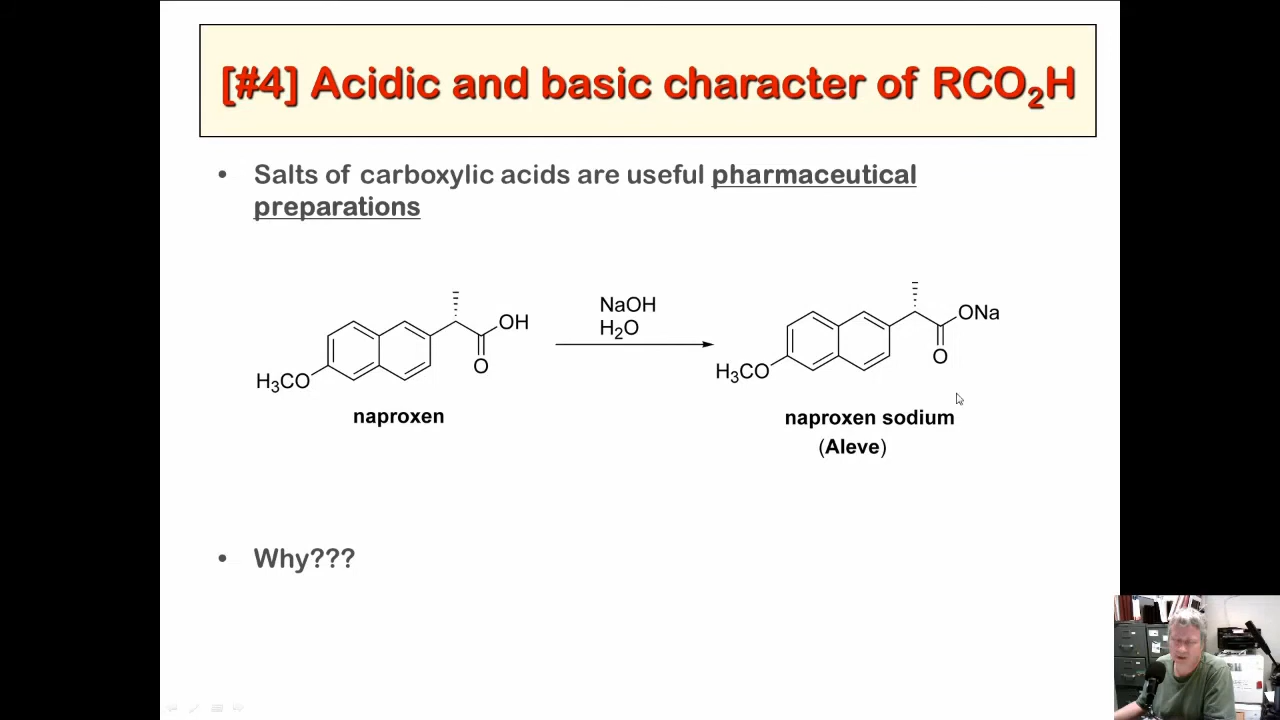 [#4] Acidic and basic character of RCO₂H
• Salts of carboxylic acids are useful pharmaceutical
preparations
OH
O
H₃CO
naproxen
NaOH
H₂O
ONa
O
H₃CO
naproxen sodium
(Aleve)
• Why???